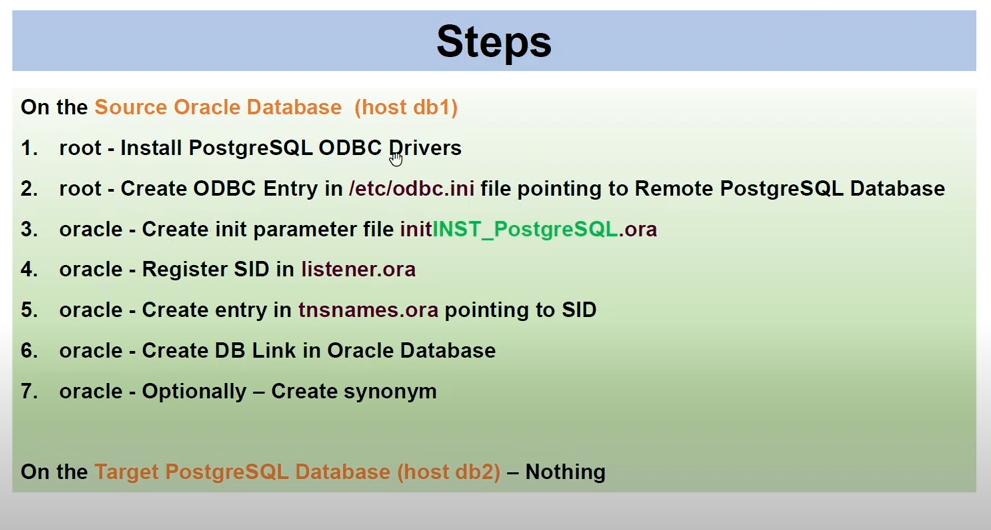 Steps
On the Source Oracle Database (host db1)
1. root - Install PostgreSQL ODBC Drivers
2. root - Create ODBC Entry in /etc/odbc.ini file pointing to Remote PostgreSQL Database
3. oracle - Create init parameter file initINST_PostgreSQL.ora
4. oracle - Register SID in listener.ora
5. oracle - Create entry in tnsnames.ora pointing to SID
6. oracle - Create DB Link in Oracle Database
7. oracle - Optionally – Create synonym
On the Target PostgreSQL Database (host db2) – Nothing